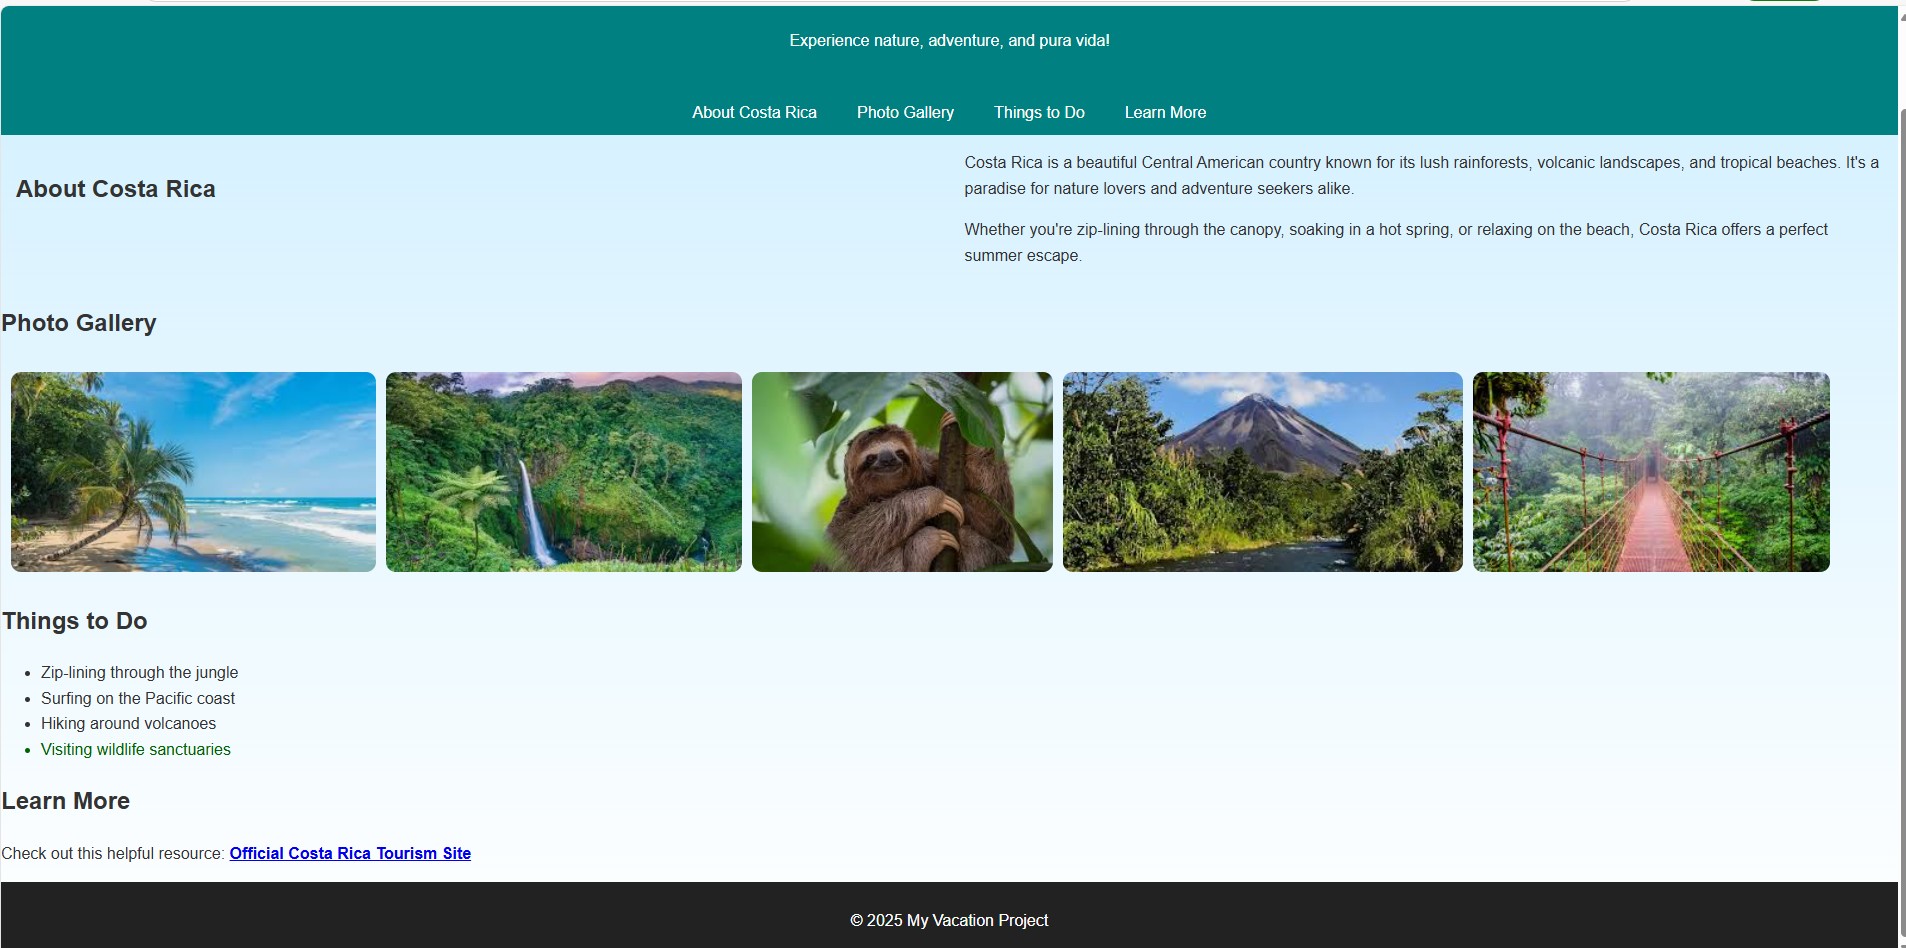 Experience nature, adventure, and pura vida!
About Costa Rica Photo Gallery Things to Do Learn More
About Costa Rica
Costa Rica is a beautiful Central American country known for its lush rainforests, volcanic landscapes, and tropical beaches. It's a
paradise for nature lovers and adventure seekers alike.
Whether you're zip-lining through the canopy, soaking in a hot spring, or relaxing on the beach, Costa Rica offers a perfect
summer escape.
Photo Gallery
Things to Do
• Zip-lining through the jungle
• Surfing on the Pacific coast
• Hiking around volcanoes
• Visiting wildlife sanctuaries
Learn More
Check out this helpful resource: Official Costa Rica Tourism Site
© 2025 My Vacation Project